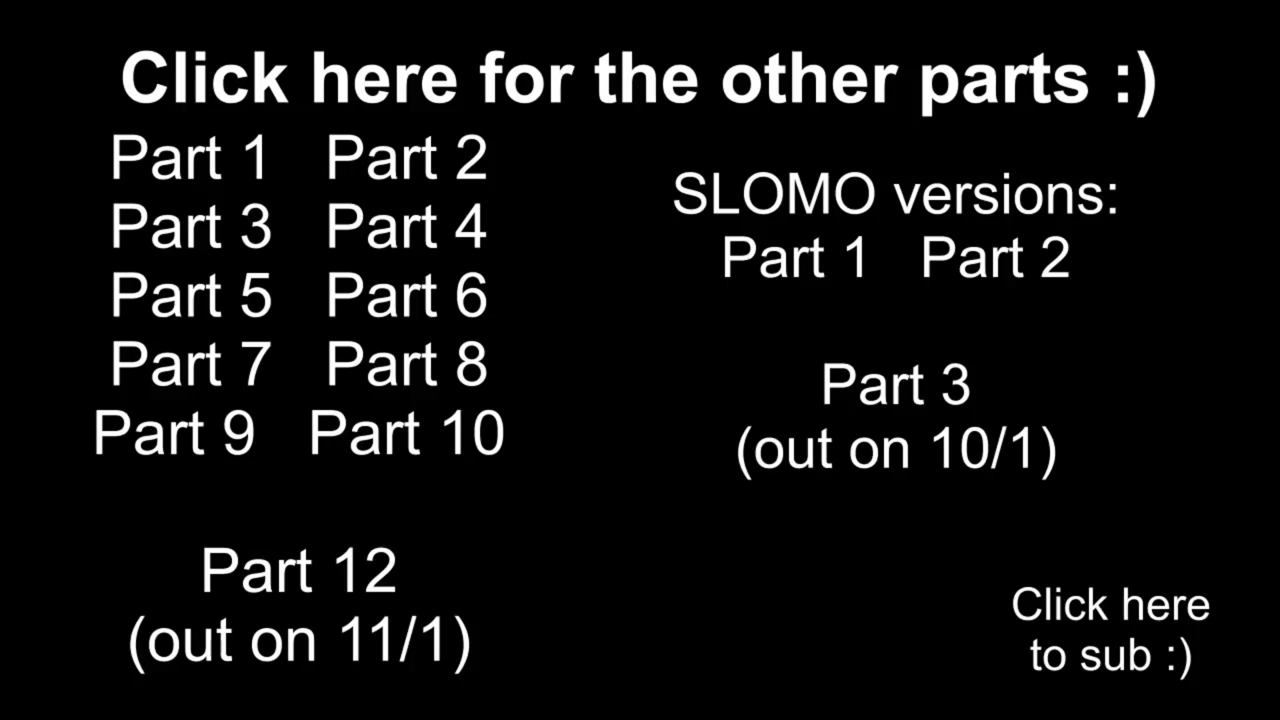 Click here for the other parts :)
Part 1 Part 2
Part 3 Part 4
Part 5 Part 6
Part 7 Part 8
Part 9 Part 10
Part 12
(out on 11/1)
SLOMO versions:
Part 1 Part 2
Part 3
(out on 10/1)
Click here
to sub :)